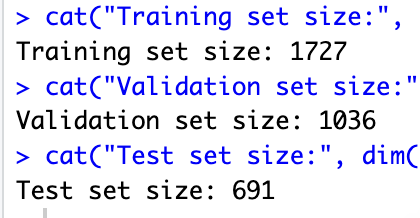 > cat("Training set size:",
Training set size: 1727
> cat("Validation set size:"
Validation set size: 1036
> cat("Test set size:", dim(
Test set size: 691